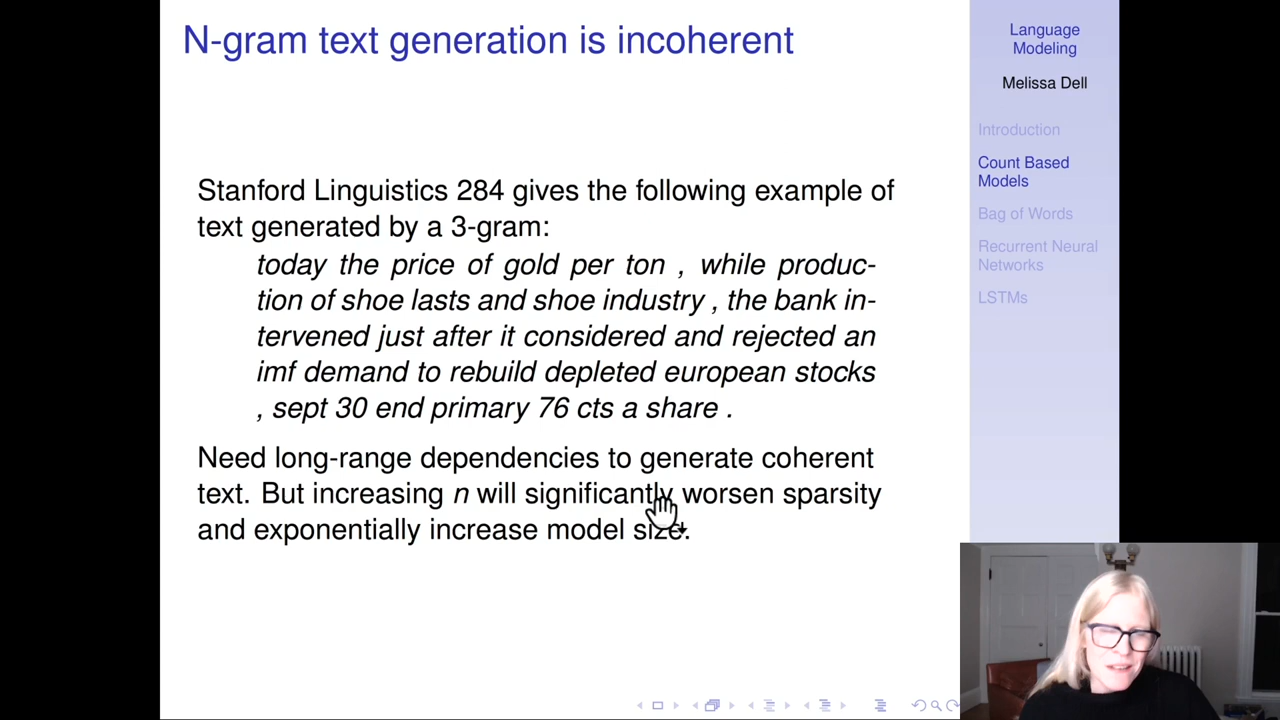 N-gram text generation is incoherent
Stanford Linguistics 284 gives the following example of
text generated by a 3-gram:
today the price of gold per ton , while produc-
tion of shoe lasts and shoe industry , the bank in-
tervened just after it considered and rejected an
imf demand to rebuild depleted european stocks
, sept 30 end primary 76 cts a share .
Need long-range dependencies to generate coherent
text. But increasing n will significantly worsen sparsity
and exponentially increase model size.
Language
Modeling
Melissa Dell
Introduction
Count Based
Models
Bag of Words
Recurrent Neural
Networks
LSTMs